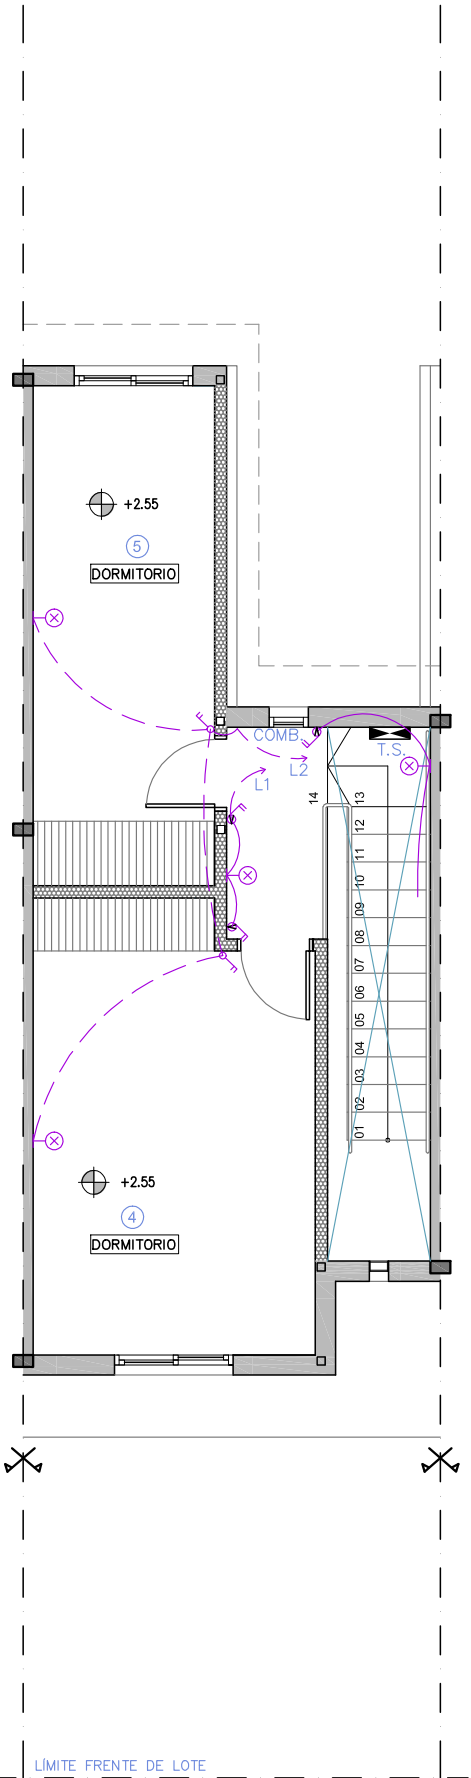 +2.55
5
DORMITORIO
COMB.
T.S.
L2
L1
14
13
12
11
10
09
08
07
06
05
04
03
02
01
+2.55
4
DORMITORIO
LÍMITE FRENTE DE LOTE